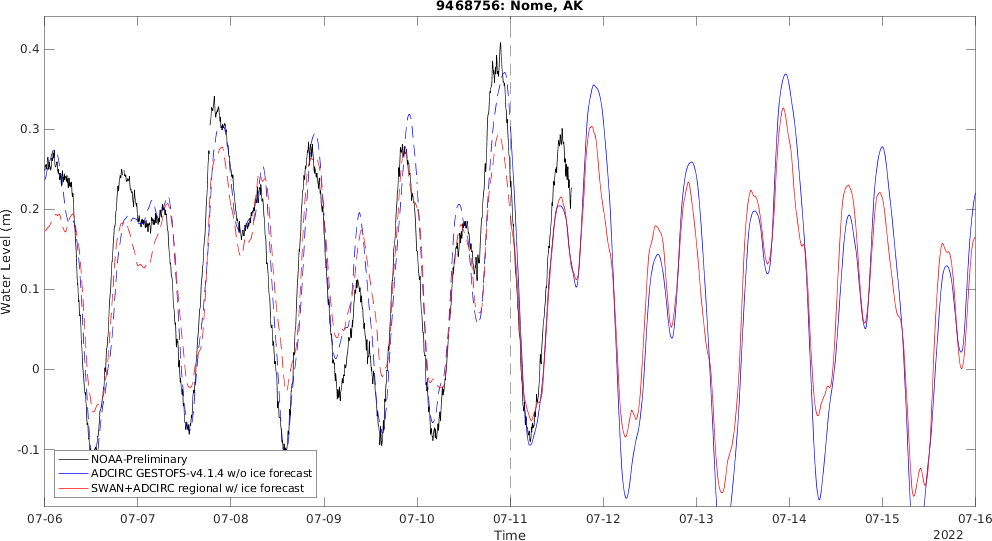 9468756: Nome, AK
0.4
0.3
0.2
0.1
0
-0.1
Water Level (m)
NOAA-Preliminary
ADCIRC GESTOFS-v4.1.4 w/o ice forecast
SWAN+ADCIRC regional w/ ice forecast
07-06 07-07 07-08 07-09 07-10 07-11 07-12 07-13 07-14 07-15 07-16
Time
2022